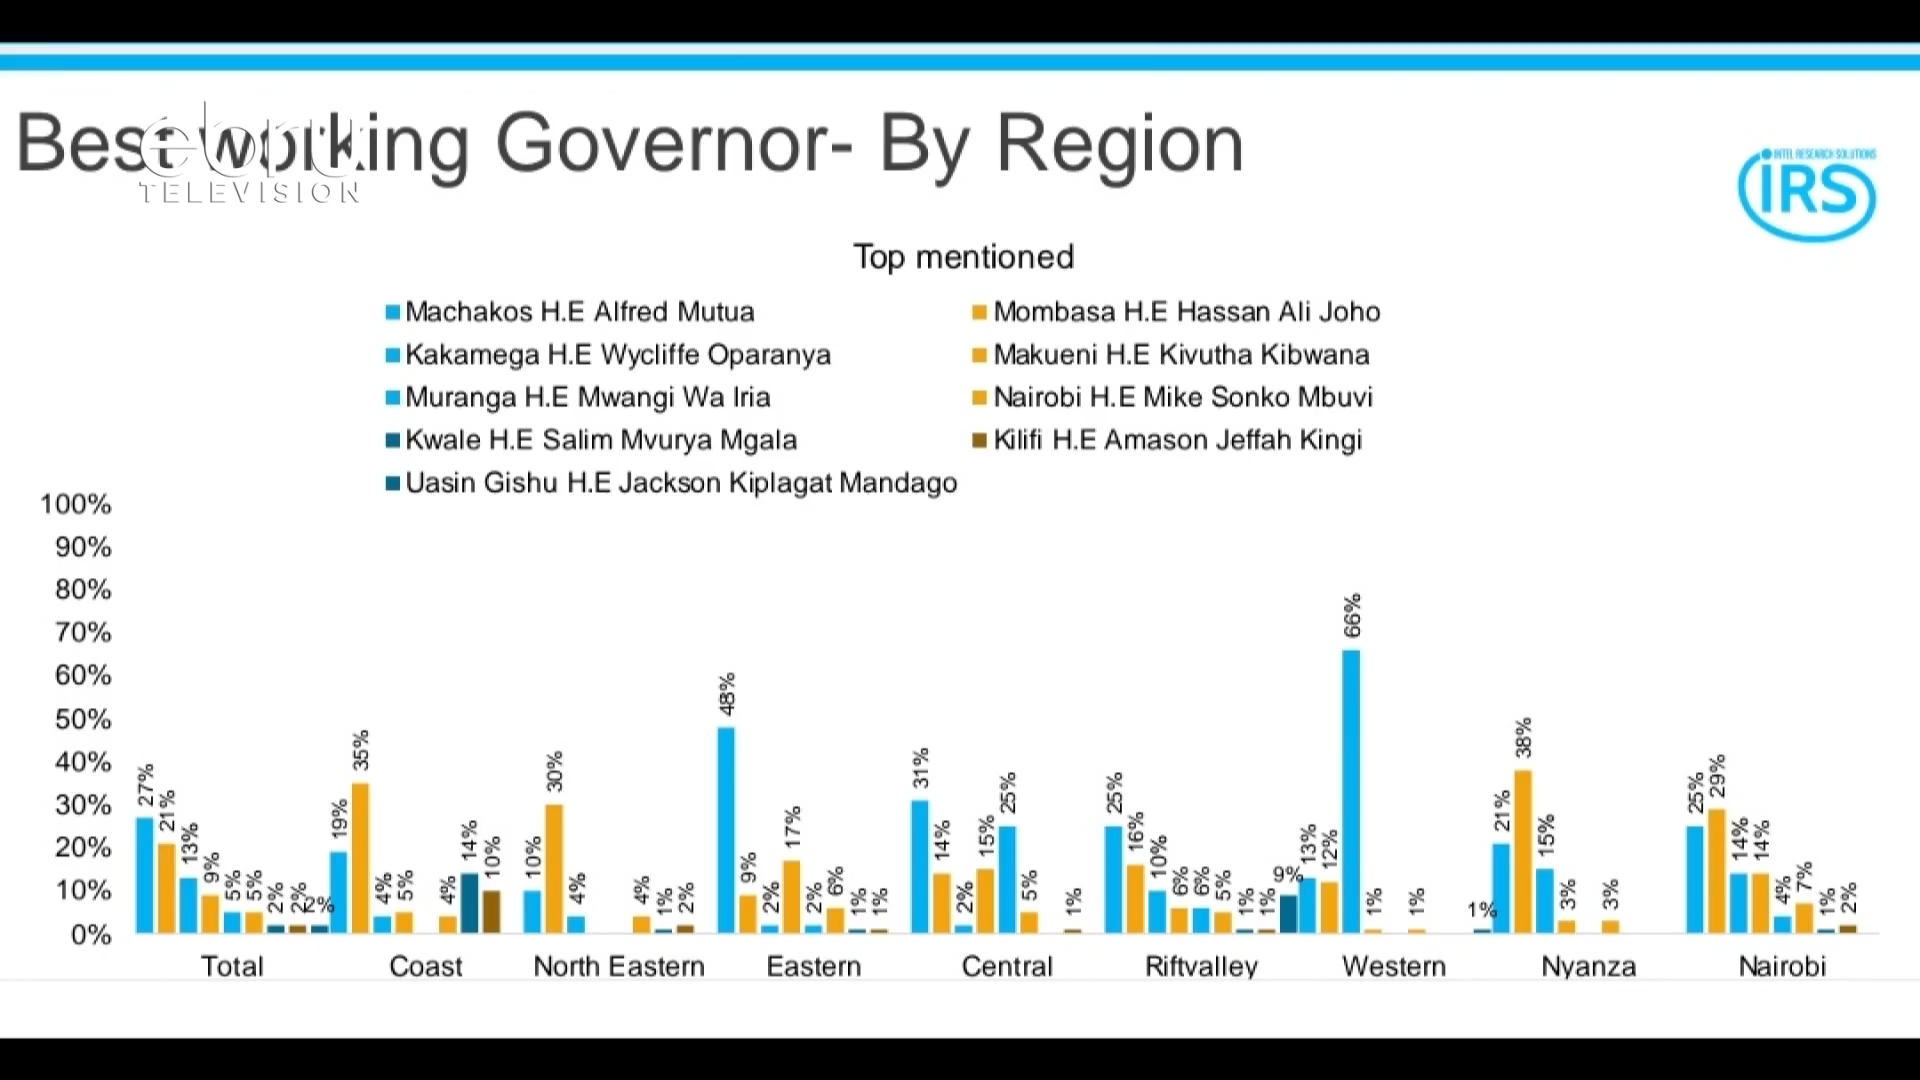 Best working Governor- By Region
ebru
TELEVISION
INTEL RESEARCH SOLUTIONS
iRS
Top mentioned
Machakos H.E Alfred Mutua
Mombasa H.E Hassan Ali Joho
Kakamega H.E Wycliffe Oparanya
Makueni H.E Kivutha Kibwana
Muranga H.E Mwangi Wa Iria
Nairobi H.E Mike Sonko Mbuvi
Kwale H.E Salim Mvurya Mgala
Kilifi H.E Amason Jeffah Kingi
Uasin Gishu H.E Jackson Kiplagat Mandago
100%
90%
80%
70%
60%
50%
40%
30%
20%
10%
0%
27% 21% 13% 9% 5% 5% 2% 2% 2%
19% 35% 4% 5% 4% 14% 10%
10% 30% 4% 4% 1% 2%
48% 9% 2% 17% 2% 6% 1% 1%
31% 14% 2% 15% 25% 5% 1%
25% 16% 10% 6% 6% 5% 1% 1% 9%
13% 12% 66% 1% 1% 1%
21% 38% 15% 3% 3%
25% 29% 14% 14% 4% 7% 1% 2%
Total Coast North Eastern Eastern Central Riftvalley Western Nyanza Nairobi